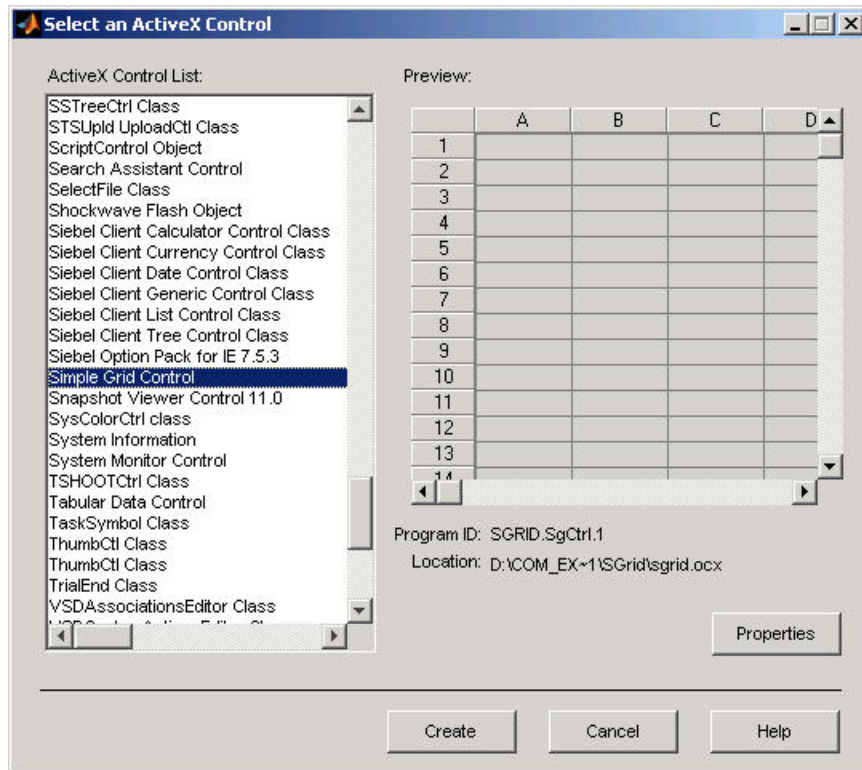 Select an ActiveX Control
ActiveX Control List:
SSTreeCtrl Class
STSUpld UploadCtl Class
ScriptControl Object
Search Assistant Control
SelectFile Class
Shockwave Flash Object
Siebel Client Calculator Control Class
Siebel Client Currency Control Class
Siebel Client Date Control Class
Siebel Client Generic Control Class
Siebel Client List Control Class
Siebel Client Tree Control Class
Siebel Option Pack for IE 7.5.3
Simple Grid Control
Snapshot Viewer Control 11.0
SysColorCtrl class
System Information
System Monitor Control
TSHOOTCtrl Class
Tabular Data Control
TaskSymbol Class
ThumbCtl Class
ThumbCtl Class
TrialEnd Class
VSDAssociationsEditor Class
Preview:
A B C D
1
2
3
4
5
6
7
8
9
10
11
12
13
14
Program ID: SGRID.SgCtrl.1
Location: D:\COM_EX~1\SGrid\sgrid.ocx
Properties
Create Cancel Help